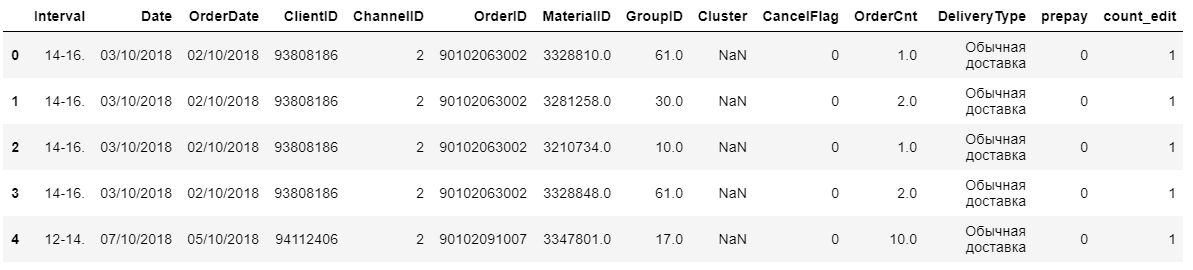 Interval Date OrderDate ClientID ChannelID OrderID MaterialID GroupID Cluster CancelFlag OrderCnt DeliveryType prepay count_edit
0 14-16. 03/10/2018 02/10/2018 93808186 2 90102063002 3328810.0 61.0 NaN 0 1.0 Обычная доставка 0 1
1 14-16. 03/10/2018 02/10/2018 93808186 2 90102063002 3281258.0 30.0 NaN 0 2.0 Обычная доставка 0 1
2 14-16. 03/10/2018 02/10/2018 93808186 2 90102063002 3210734.0 10.0 NaN 0 1.0 Обычная доставка 0 1
3 14-16. 03/10/2018 02/10/2018 93808186 2 90102063002 3328848.0 61.0 NaN 0 2.0 Обычная доставка 0 1
4 12-14. 07/10/2018 05/10/2018 94112406 2 90102091007 3347801.0 17.0 NaN 0 10.0 Обычная доставка 0 1